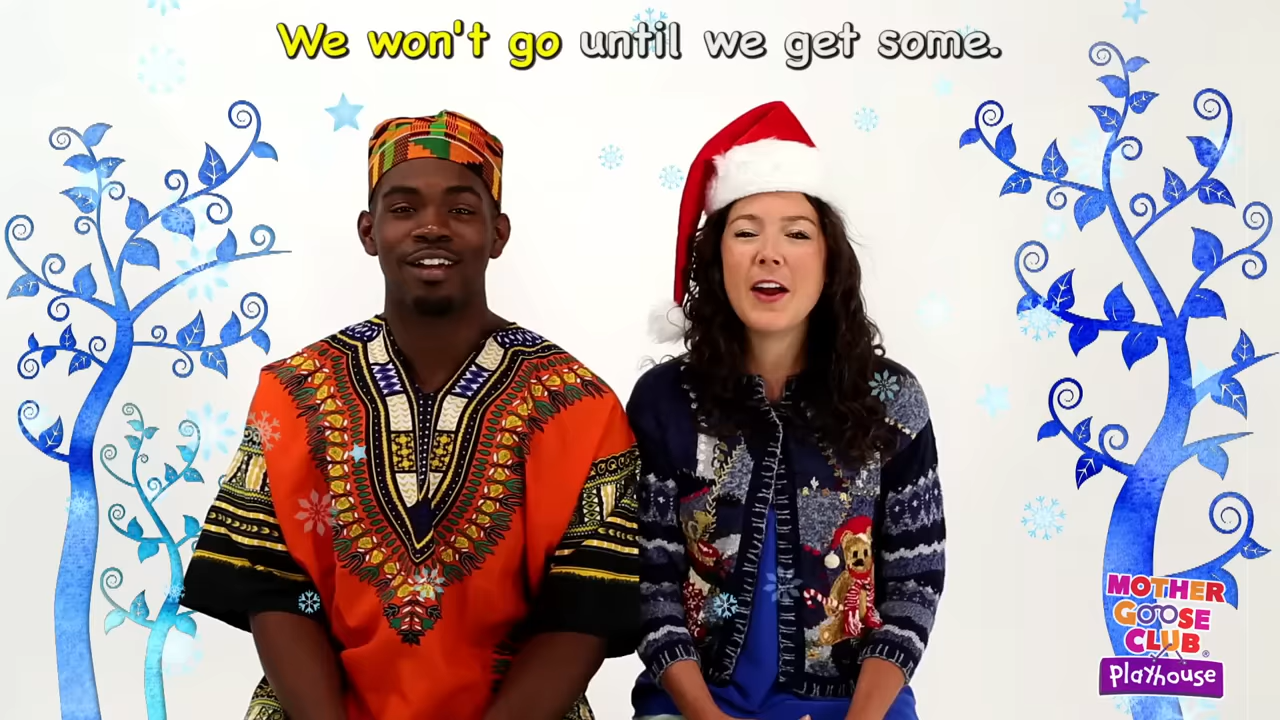 We won't go until we get some.
MOTHER
GOOSE
CLUB®
Playhouse